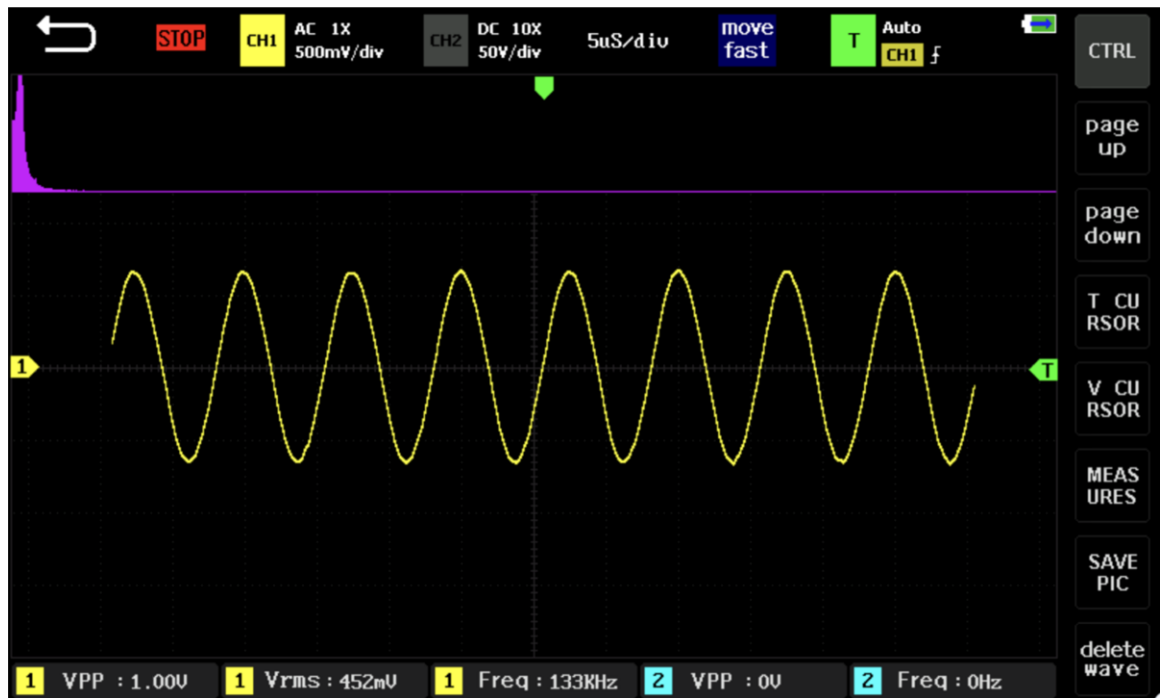 STOP
CH1
AC 1X
500mV/div
CH2
DC 10X
50V/div
5uS/div
move
fast
T
Auto
CH1
CTRL
page
up
page
down
T CU
RSOR
1
T
V CU
RSOR
MEAS
URES
SAVE
PIC
delete
wave
1 VPP : 1.00V
1 Vrms : 452mV
1 Freq : 133KHz
2 VPP : 0V
2 Freq : 0Hz